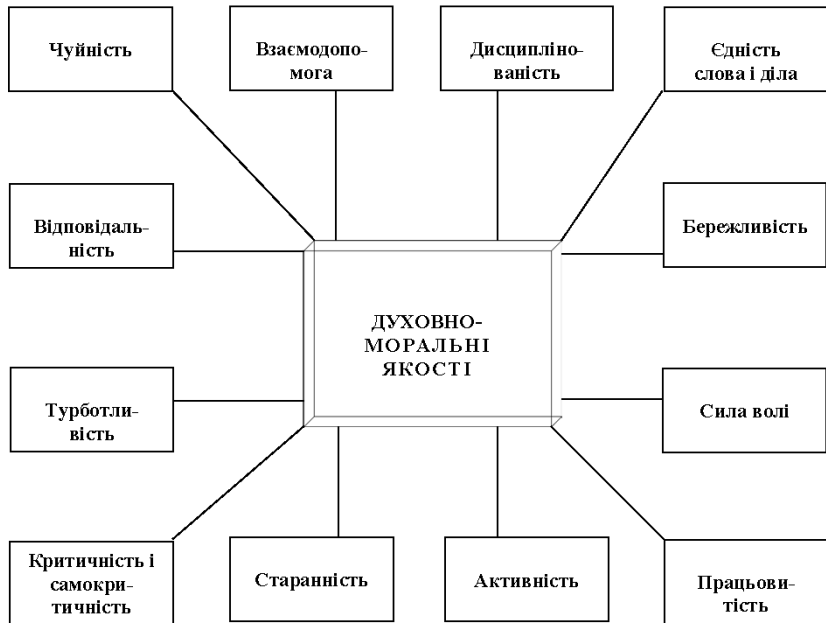 Чуйність
Взаємодопо-
мога
Дисципліно-
ваність
Єдність
слова і діла
Відповідаль-
ність
Бережливість
ДУХОВНО-
МОРАЛЬНІ
ЯКОСТІ
Турботли-
вість
Сила волі
Критичність і
самокри-
тичність
Старанність
Активність
Працьови-
тість